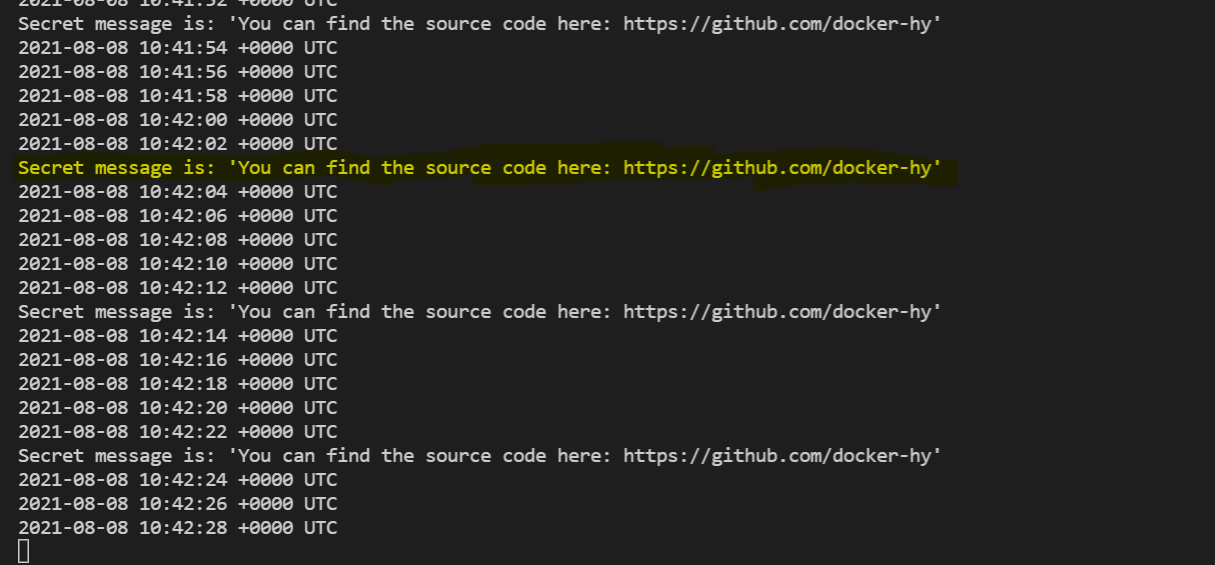 2021-08-08 10:41:52 +0000 UTC
Secret message is: 'You can find the source code here: https://github.com/docker-hy'
2021-08-08 10:41:54 +0000 UTC
2021-08-08 10:41:56 +0000 UTC
2021-08-08 10:41:58 +0000 UTC
2021-08-08 10:42:00 +0000 UTC
2021-08-08 10:42:02 +0000 UTC
Secret message is: 'You can find the source code here: https://github.com/docker-hy'
2021-08-08 10:42:04 +0000 UTC
2021-08-08 10:42:06 +0000 UTC
2021-08-08 10:42:08 +0000 UTC
2021-08-08 10:42:10 +0000 UTC
2021-08-08 10:42:12 +0000 UTC
Secret message is: 'You can find the source code here: https://github.com/docker-hy'
2021-08-08 10:42:14 +0000 UTC
2021-08-08 10:42:16 +0000 UTC
2021-08-08 10:42:18 +0000 UTC
2021-08-08 10:42:20 +0000 UTC
2021-08-08 10:42:22 +0000 UTC
Secret message is: 'You can find the source code here: https://github.com/docker-hy'
2021-08-08 10:42:24 +0000 UTC
2021-08-08 10:42:26 +0000 UTC
2021-08-08 10:42:28 +0000 UTC